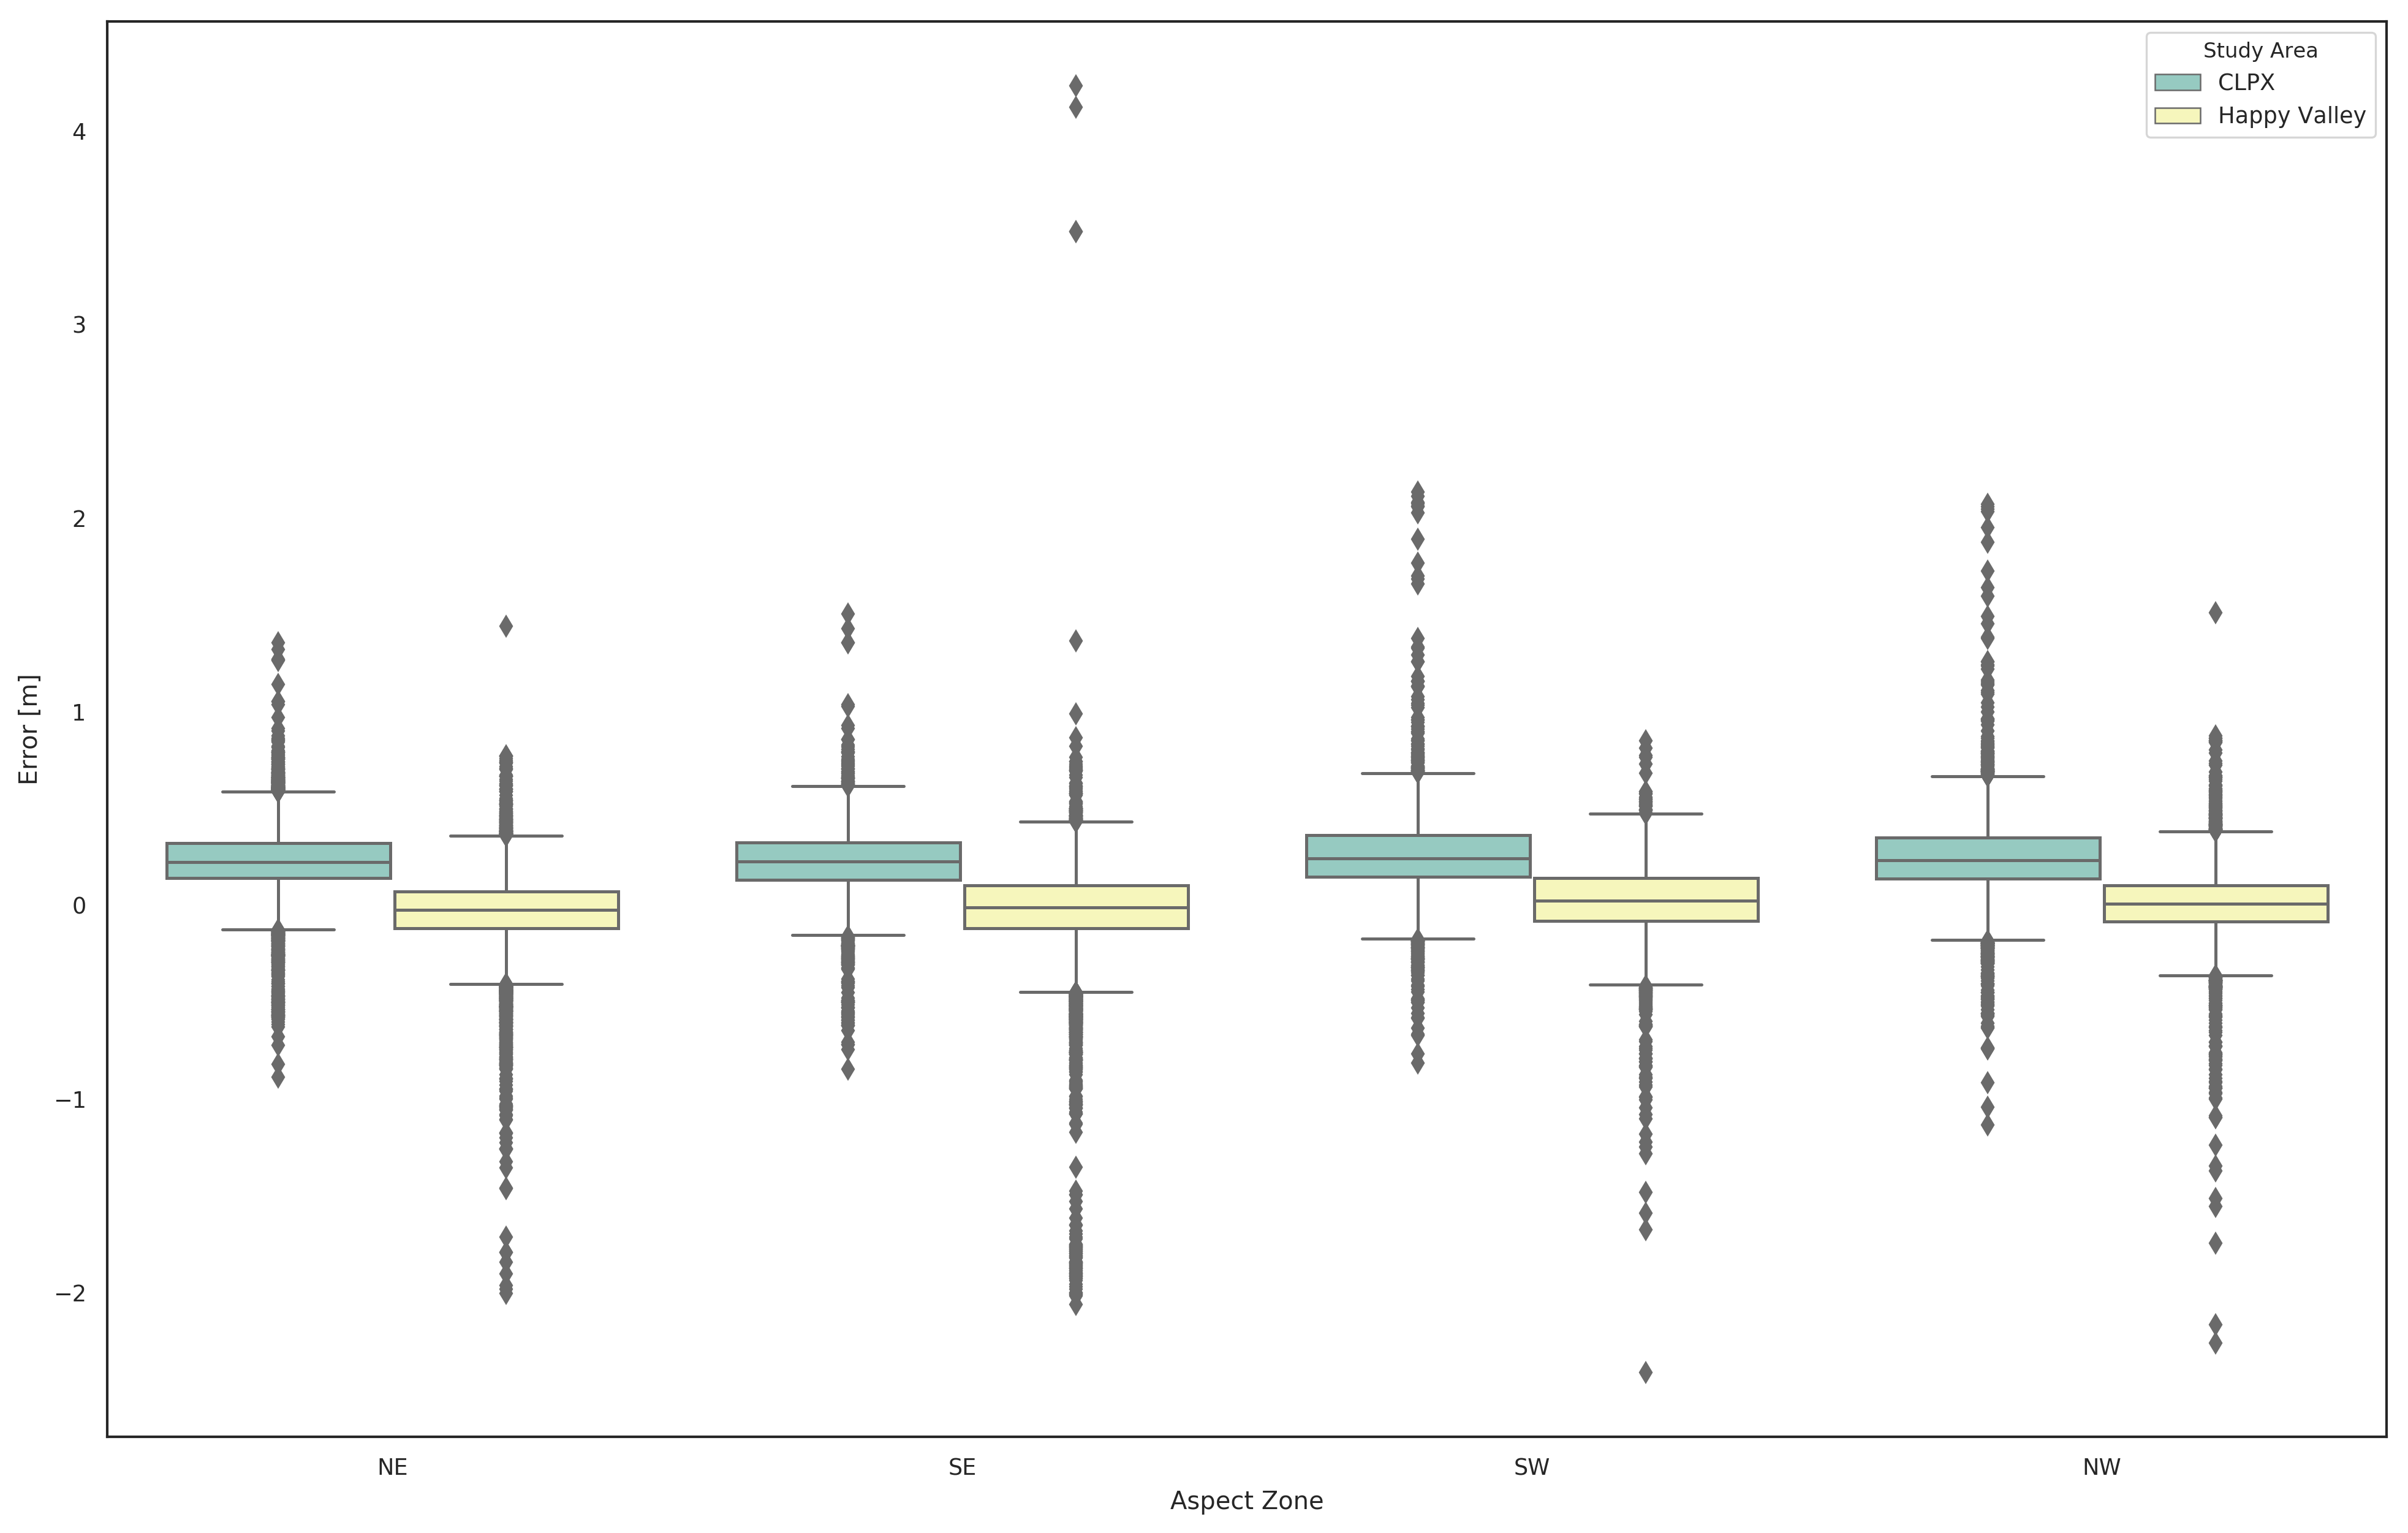 Study Area
CLPX
Happy Valley
Error [m]
4
3
2
1
0
−1
−2
NE SE SW NW
Aspect Zone